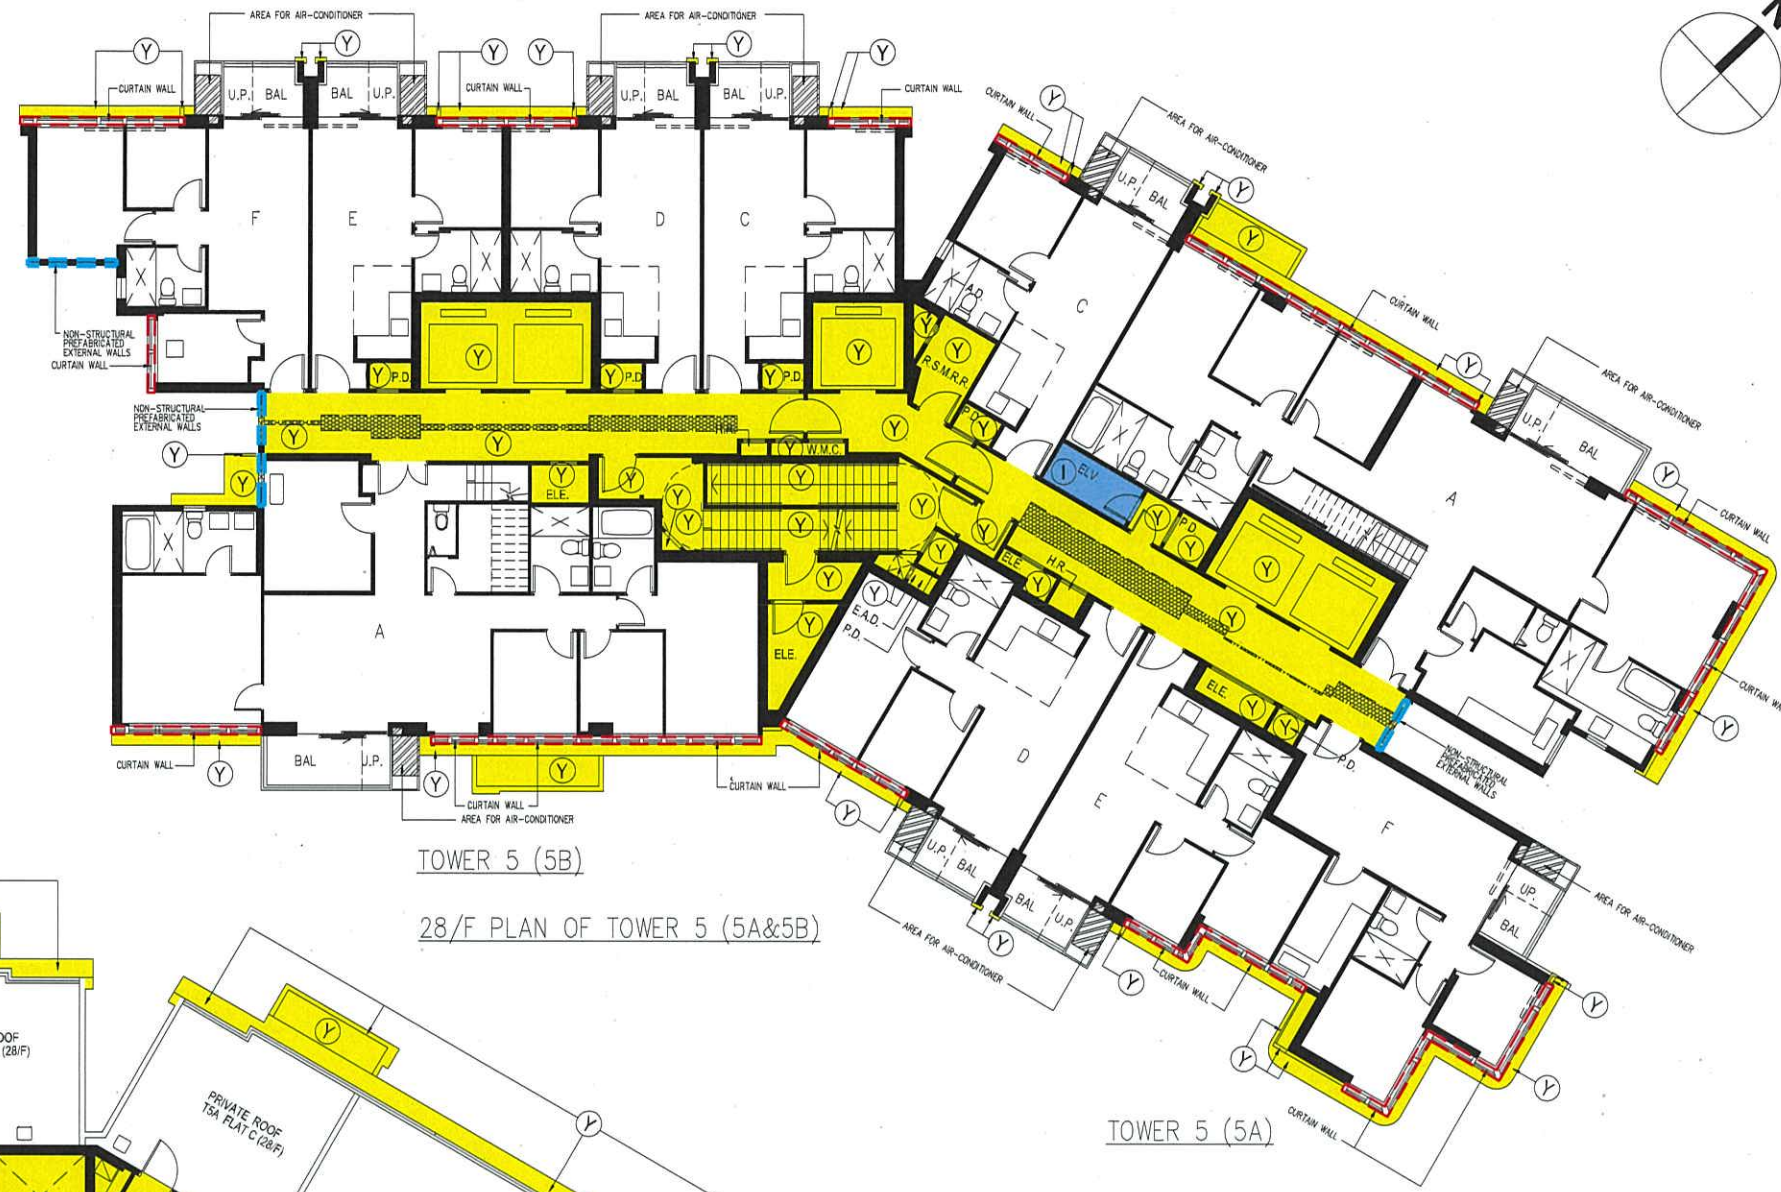 AREA FOR AIR-CONDITIONER
AREA FOR AIR-CONDITIONER
N
Y
Y
Y
Y
Y
Y
CURTAIN WALL
CURTAIN WALL
CURTAIN WALL
U.P. BAL
BAL U.P.
U.P. BAL
BAL U.P.
CURTAIN WALL
Y
AREA FOR AIR-CONDITIONER
U.P. BAL
Y
F
E
D
C
Y
CURTAIN WALL
A.D.
C
NON-STRUCTURAL
PREFABRICATED
EXTERNAL WALLS
CURTAIN WALL
Y
Y
Y
Y
R.S.M.R.R.
Y
AREA FOR AIR-CONDITIONER
Y P.D.
Y P.D
Y P.D.
P.D. Y
U.P.
BAL
NON-STRUCTURAL
PREFABRICATED
EXTERNAL WALLS
Y
Y
Y
H.R.
Y W.M.C.
Y
I ELV
A
Y
CURTAIN WALL
Y
Y
ELE.
Y
Y
Y
Y
Y
Y
Y
Y
Y
P.D.
Y
Y
ELE.
Y
H.R.
Y
Y
Y
E.A.D.
P.D.
Y
A
Y
ELE.
Y
CURTAIN WALL
Y
ELE.
Y
Y
P.D.
NON-STRUCTURAL
PREFABRICATED
EXTERNAL WALLS
D
E
F
CURTAIN WALL
Y
BAL U.P.
Y
Y
CURTAIN WALL
AREA FOR AIR-CONDITIONER
CURTAIN WALL
Y
U.P. BAL
BAL U.P.
U.P.
BAL
AREA FOR AIR-CONDITIONER
TOWER 5 (5B)
28/F PLAN OF TOWER 5 (5A&5B)
AREA FOR AIR-CONDITIONER
Y
Y
CURTAIN WALL
Y
Y
Y
CURTAIN WALL
TOWER 5 (5A)
(28/F)
Y
PRIVATE ROOF
T5A FLAT C (28/F)
Y